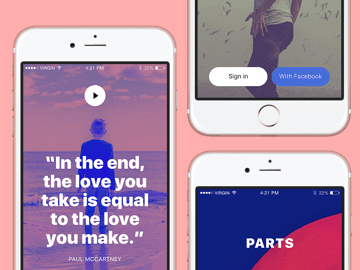 VIRGIN 4:21 PM 22%
“In the end,
the love you
take is equal
to the love
you make.”
PAUL MCCARTNEY
Sign in
With Facebook
VIRGIN 4:21 PM 22%
PARTS